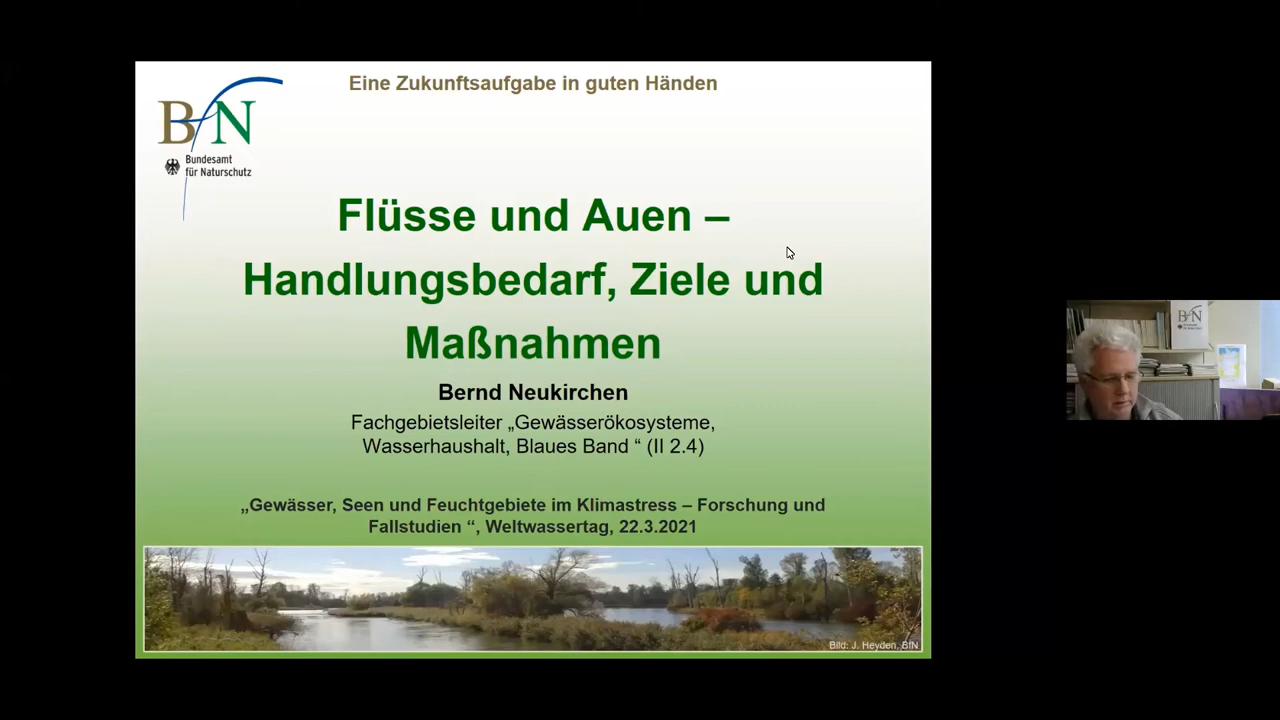 Eine Zukunftsaufgabe in guten Händen
BfN
Bundesamt
für Naturschutz
Flüsse und Auen –
Handlungsbedarf, Ziele und
Maßnahmen
Bernd Neukirchen
Fachgebietsleiter „Gewässerökosysteme,
Wasserhaushalt, Blaues Band “ (II 2.4)
„Gewässer, Seen und Feuchtgebiete im Klimastress – Forschung und
Fallstudien “, Weltwassertag, 22.3.2021
Bild: J. Heyden, BfN
BfN